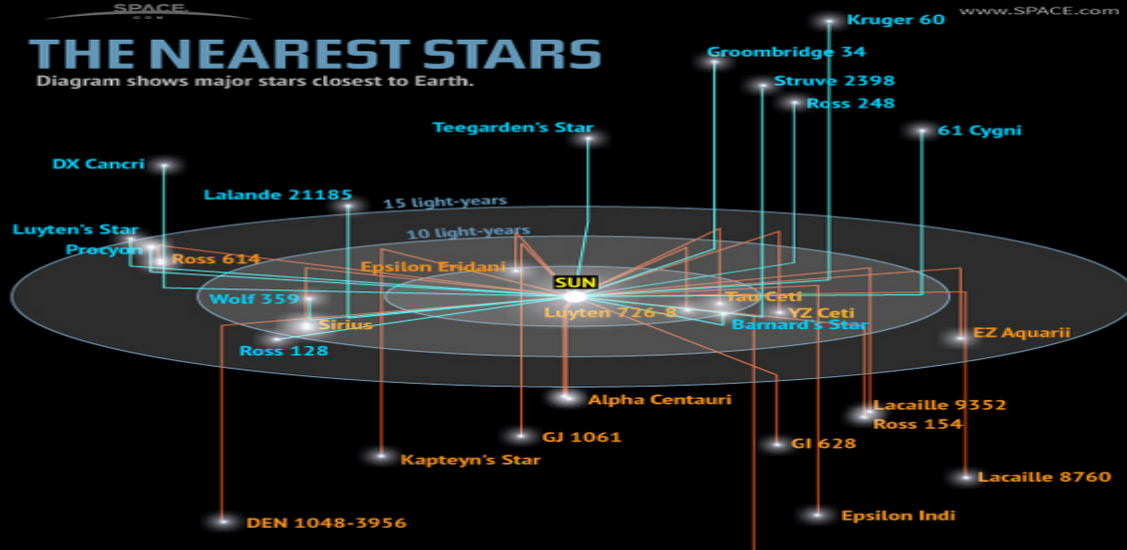 SPACE
.COM
www.SPACE.com
THE NEAREST STARS
Diagram shows major stars closest to Earth.
Kruger 60
Groombridge 34
Struve 2398
Ross 248
Teegarden's Star
61 Cygni
DX Cancri
Lalande 21185
15 light-years
Luyten's Star
10 light-years
Procyon
Ross 614
Epsilon Eridani
SUN
Wolf 359
Tau Ceti
Luyten 726-8
YZ Ceti
Sirius
Barnard's Star
EZ Aquarii
Ross 128
Alpha Centauri
Lacaille 9352
Ross 154
GJ 1061
GI 628
Kapteyn's Star
Lacaille 8760
Epsilon Indi
DEN 1048-3956